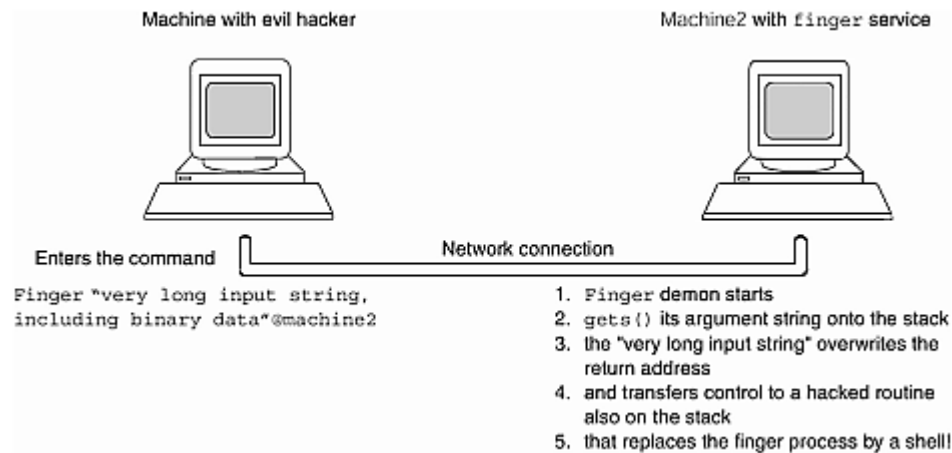 Machine with evil hacker
Machine2 with finger service
Enters the command
Network connection
Finger "very long input string,
including binary data"@machine2
1. Finger demon starts
2. gets() its argument string onto the stack
3. the "very long input string" overwrites the
return address
4. and transfers control to a hacked routine
also on the stack
5. that replaces the finger process by a shell!